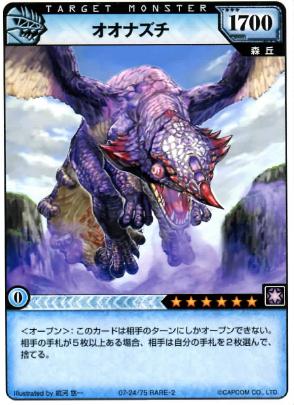 TARGET MONSTER
オオナズチ
1700
森丘
0
<オープン>：このカードは相手のターンにしかオープンできない。
相手の手札が5枚以上ある場合、相手は自分の手札を2枚選んで、
捨てる。
Illustrated by 銀河 悠一
07-24/75 RARE-2
©CAPCOM CO., LTD